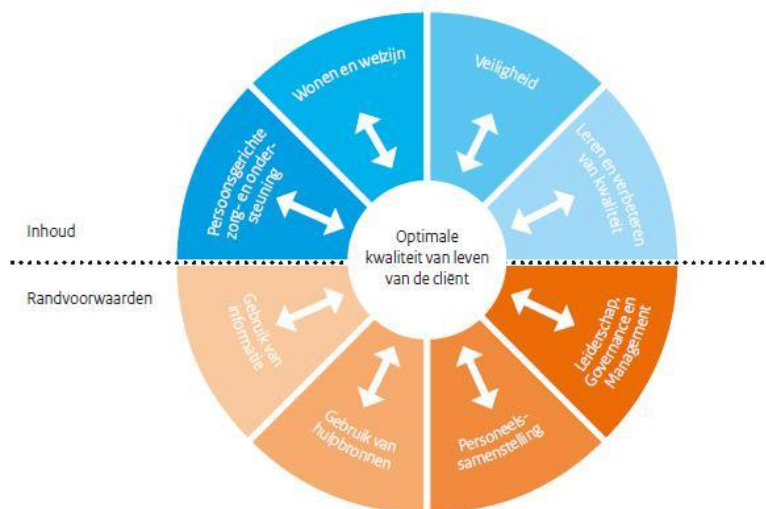 Wonen en welzijn
Veiligheid
Persoonsgerichte
zorg- en onder-
steuning
Leren en verbeteren
van kwaliteit
Inhoud
Optimale
kwaliteit van leven
van de cliënt
Randvoorwaarden
Gebruik van
informatie
Leiderschap,
Governance en
Management
Gebruik van
hulpbronnen
Personeels-
samenstelling